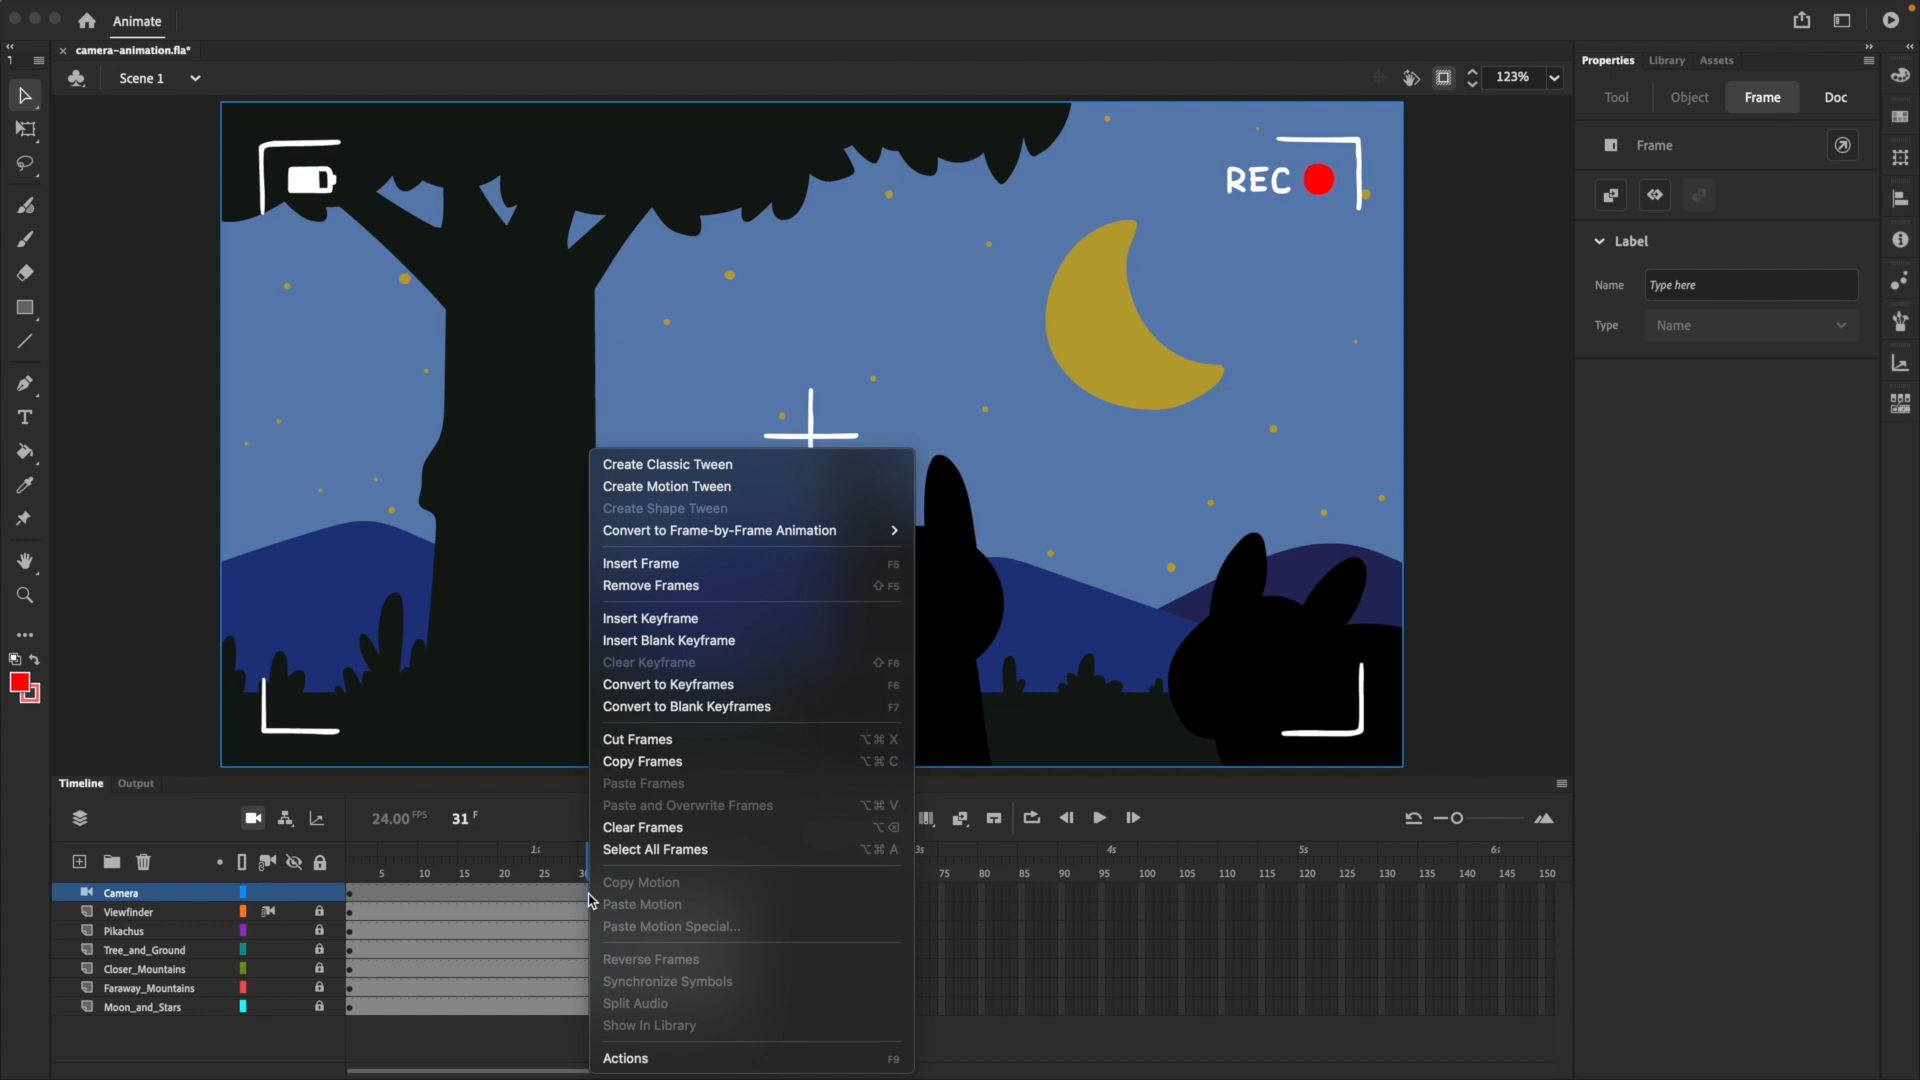 Animate
camera-animation.fla*
Scene 1
123%
Properties Library Assets
Tool Object Frame Doc
Frame
Label
Name Type here
Type Name
REC
Create Classic Tween
Create Motion Tween
Create Shape Tween
Convert to Frame-by-Frame Animation
Insert Frame F5
Remove Frames ⇧ F5
Insert Keyframe
Insert Blank Keyframe
Clear Keyframe ⇧ F6
Convert to Keyframes F6
Convert to Blank Keyframes F7
Cut Frames ⌥⌘ X
Copy Frames ⌥⌘ C
Paste Frames
Paste and Overwrite Frames ⌥⌘ V
Clear Frames ⌥⌫
Select All Frames ⌥⌘ A
Copy Motion
Paste Motion
Paste Motion Special...
Reverse Frames
Synchronize Symbols
Split Audio
Show In Library
Actions F9
Timeline Output
24.00 FPS 31 F
1s 3s 4s 5s 6s
5 10 15 20 25 75 80 85 90 95 100 105 110 115 120 125 130 135 140 145 150
Camera
Viewfinder
Pikachus
Tree_and_Ground
Closer_Mountains
Faraway_Mountains
Moon_and_Stars